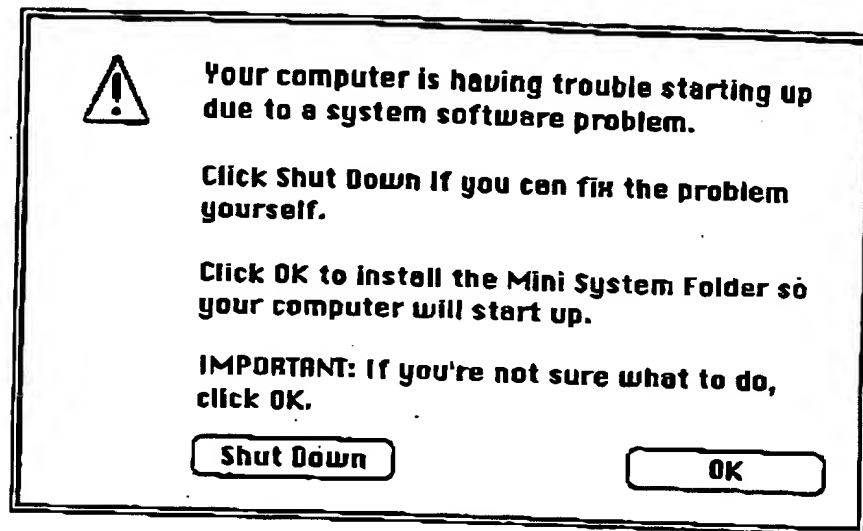 Your computer is having trouble starting up
due to a system software problem.
Click Shut Down If you can fix the problem
yourself.
Click OK to install the Mini System Folder so
your computer will start up.
IMPORTANT: If you're not sure what to do,
click OK.
Shut Down
OK